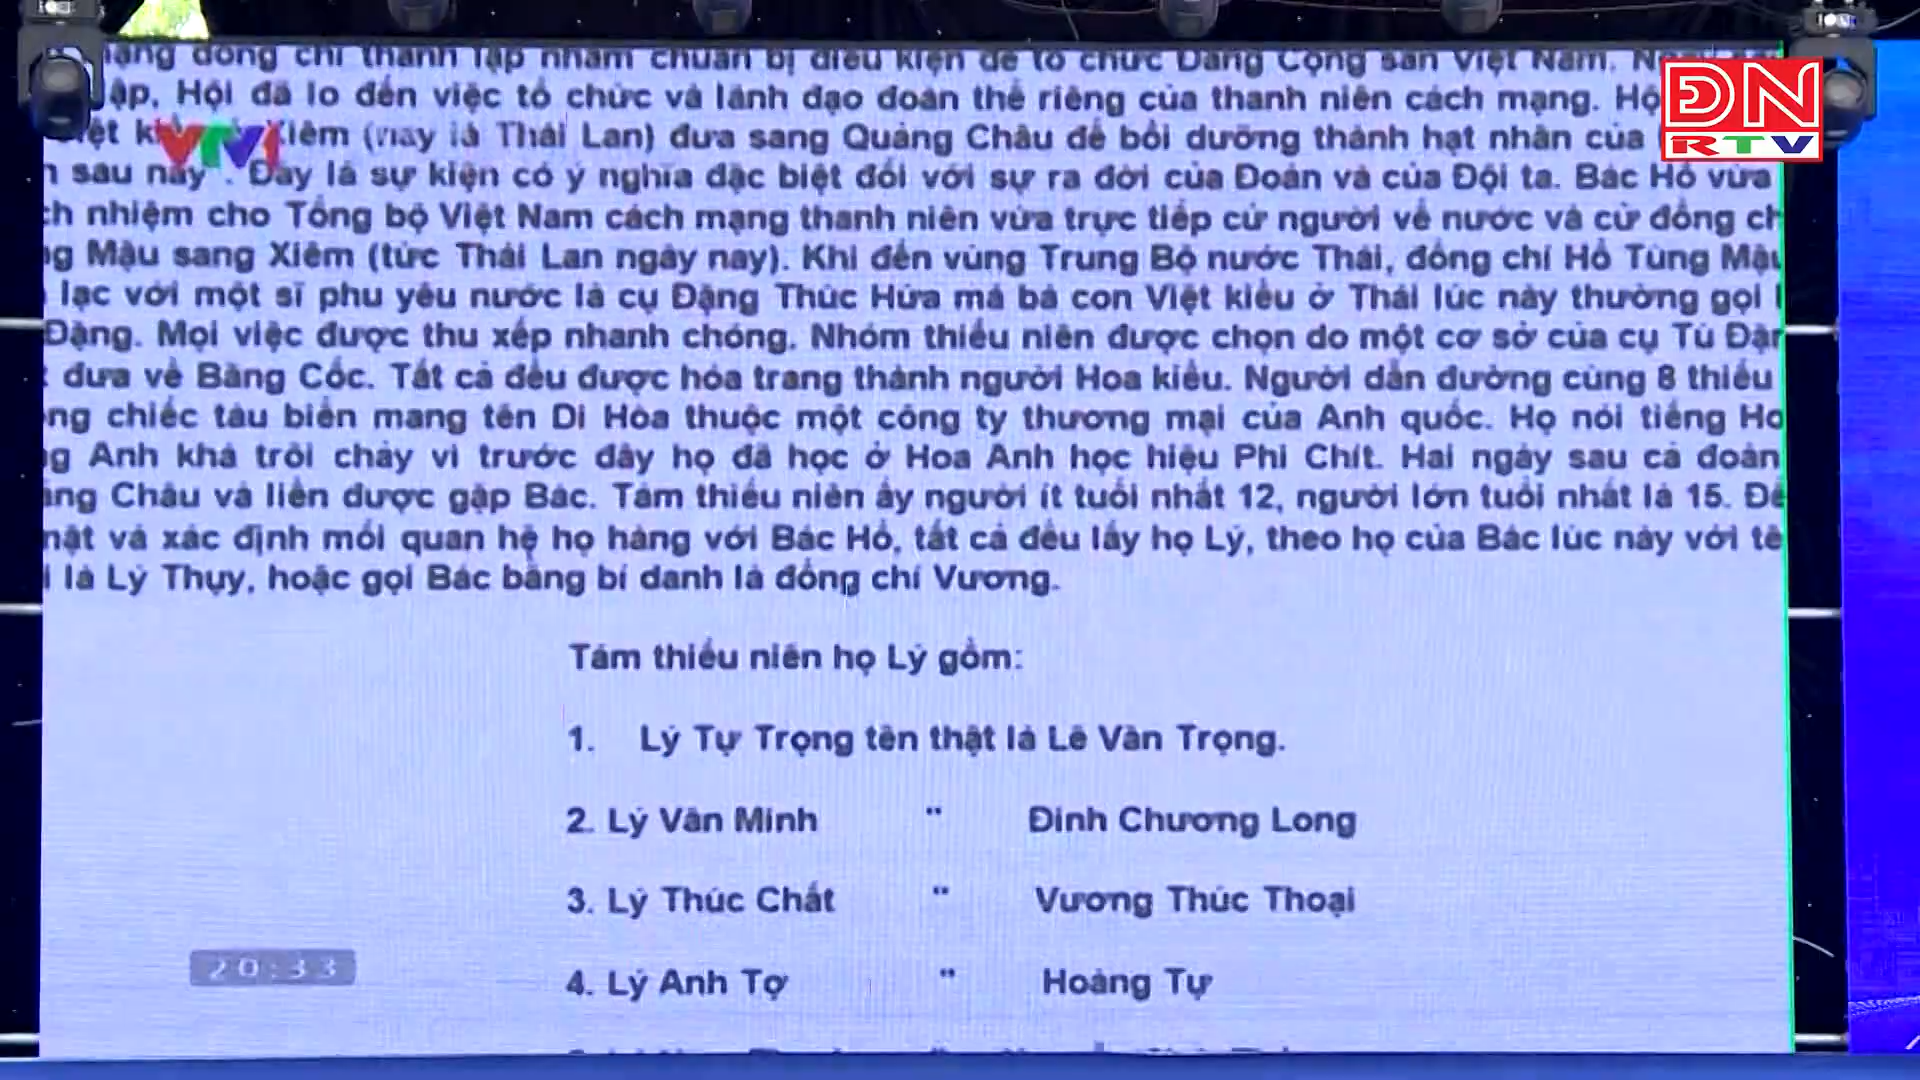 mạng đồng chí thành lập nhằm chuẩn bị điều kiện để tổ chức Đảng Cộng sản Việt Nam.
lập, Hội đã lo đến việc tổ chức và lãnh đạo đoàn thể riêng của thanh niên cách mạng.
DN
RTV
VTV1
Xiêm (nay là Thái Lan) đưa sang Quảng Châu để bồi dưỡng thành hạt nhân của
sau này". Đây là sự kiện có ý nghĩa đặc biệt đối với sự ra đời của Đoàn và của Đội ta. Bác Hồ vừa
ch nhiệm cho Tổng bộ Việt Nam cách mạng thanh niên vừa trực tiếp cử người về nước và cử đồng ch
ng Mậu sang Xiêm (tức Thái Lan ngày nay). Khi đến vùng Trung Bộ nước Thái, đồng chí Hồ Tùng Mậu
lạc với một sĩ phu yêu nước là cụ Đặng Thúc Hứa mà bà con Việt kiều ở Thái lúc này thường gọi l
Đặng. Mọi việc được thu xếp nhanh chóng. Nhóm thiếu niên được chọn do một cơ sở của cụ Tú Đặn
đưa về Băng Cốc. Tất cả đều được hóa trang thành người Hoa kiều. Người dẫn đường cùng 8 thiếu
ng chiếc tàu biển mang tên Di Hòa thuộc một công ty thương mại của Anh quốc. Họ nói tiếng Ho
g Anh khá trôi chảy vì trước đây họ đã học ở Hoa Anh học hiệu Phi Chít. Hai ngày sau cả đoàn
ảng Châu và liền được gặp Bác. Tám thiếu niên ấy người ít tuổi nhất 12, người lớn tuổi nhất là 15. Để
mật và xác định mối quan hệ họ hàng với Bác Hồ, tất cả đều lấy họ Lý, theo họ của Bác lúc này với tê
i là Lý Thụy, hoặc gọi Bác bằng bí danh là đồng chí Vương.
Tám thiếu niên họ Lý gồm:
1. Lý Tự Trọng tên thật là Lê Văn Trọng.
2. Lý Văn Minh " Đinh Chương Long
3. Lý Thúc Chất " Vương Thúc Thoại
20:33
4. Lý Anh Tợ " Hoàng Tự